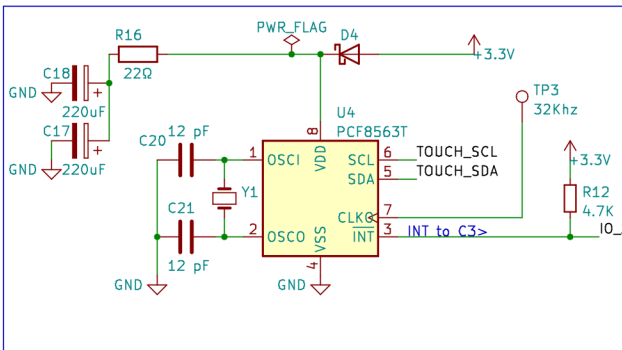 PWR_FLAG
R16
22Ω
D4
+3.3V
C18
GND
220uF
C17
GND
220uF
TP3
32Khz
U4
PCF8563T
C20
12 pF
C21
12 pF
Y1
1
OSCI
2
OSCO
8
VDD
VSS
4
SCL
6
TOUCH_SCL
SDA
5
TOUCH_SDA
CLKO
7
INT
3
INT to C3>
+3.3V
R12
4.7K
IO_
GND
GND